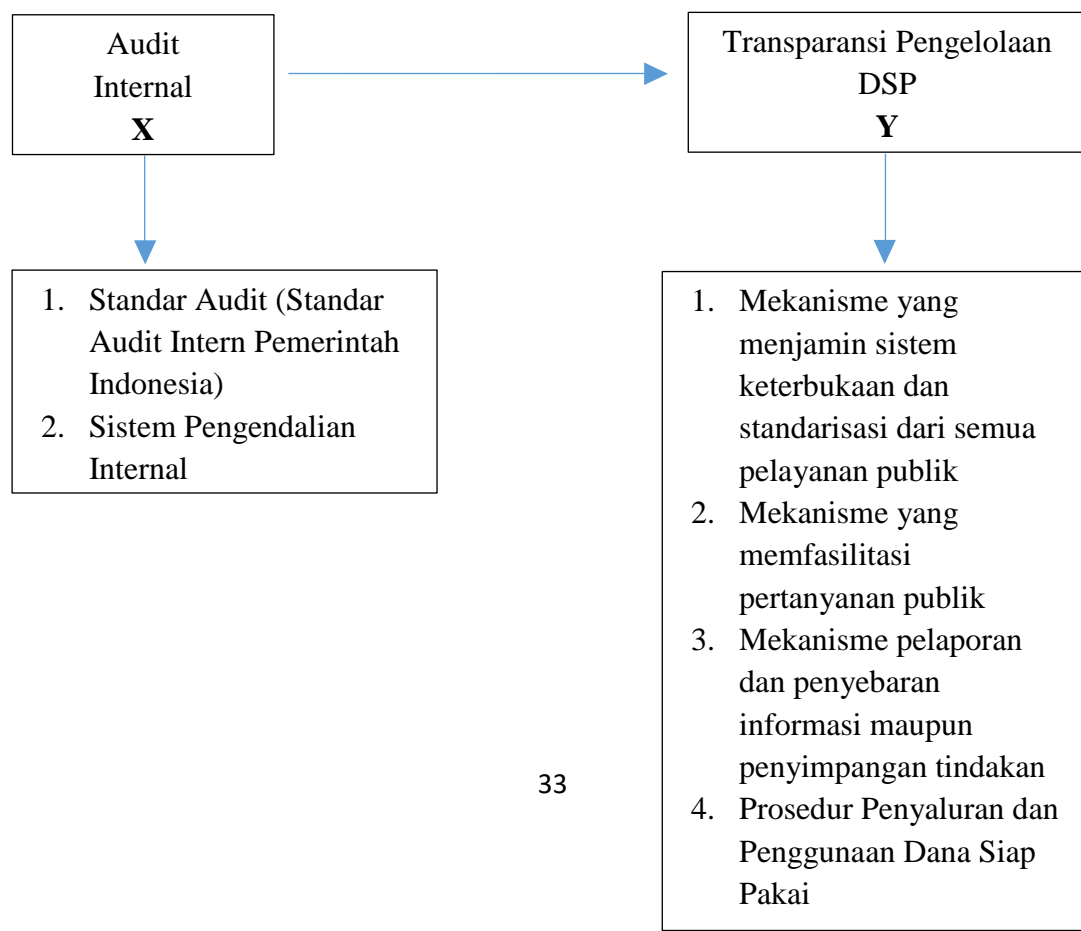 Audit
Internal
X
Transparansi Pengelolaan
DSP
Y
1. Standar Audit (Standar
Audit Intern Pemerintah
Indonesia)
2. Sistem Pengendalian
Internal
1. Mekanisme yang
menjamin sistem
keterbukaan dan
standarisasi dari semua
pelayanan publik
2. Mekanisme yang
memfasilitasi
pertanyanan publik
3. Mekanisme pelaporan
dan penyebaran
informasi maupun
penyimpangan tindakan
4. Prosedur Penyaluran dan
Penggunaan Dana Siap
Pakai
33